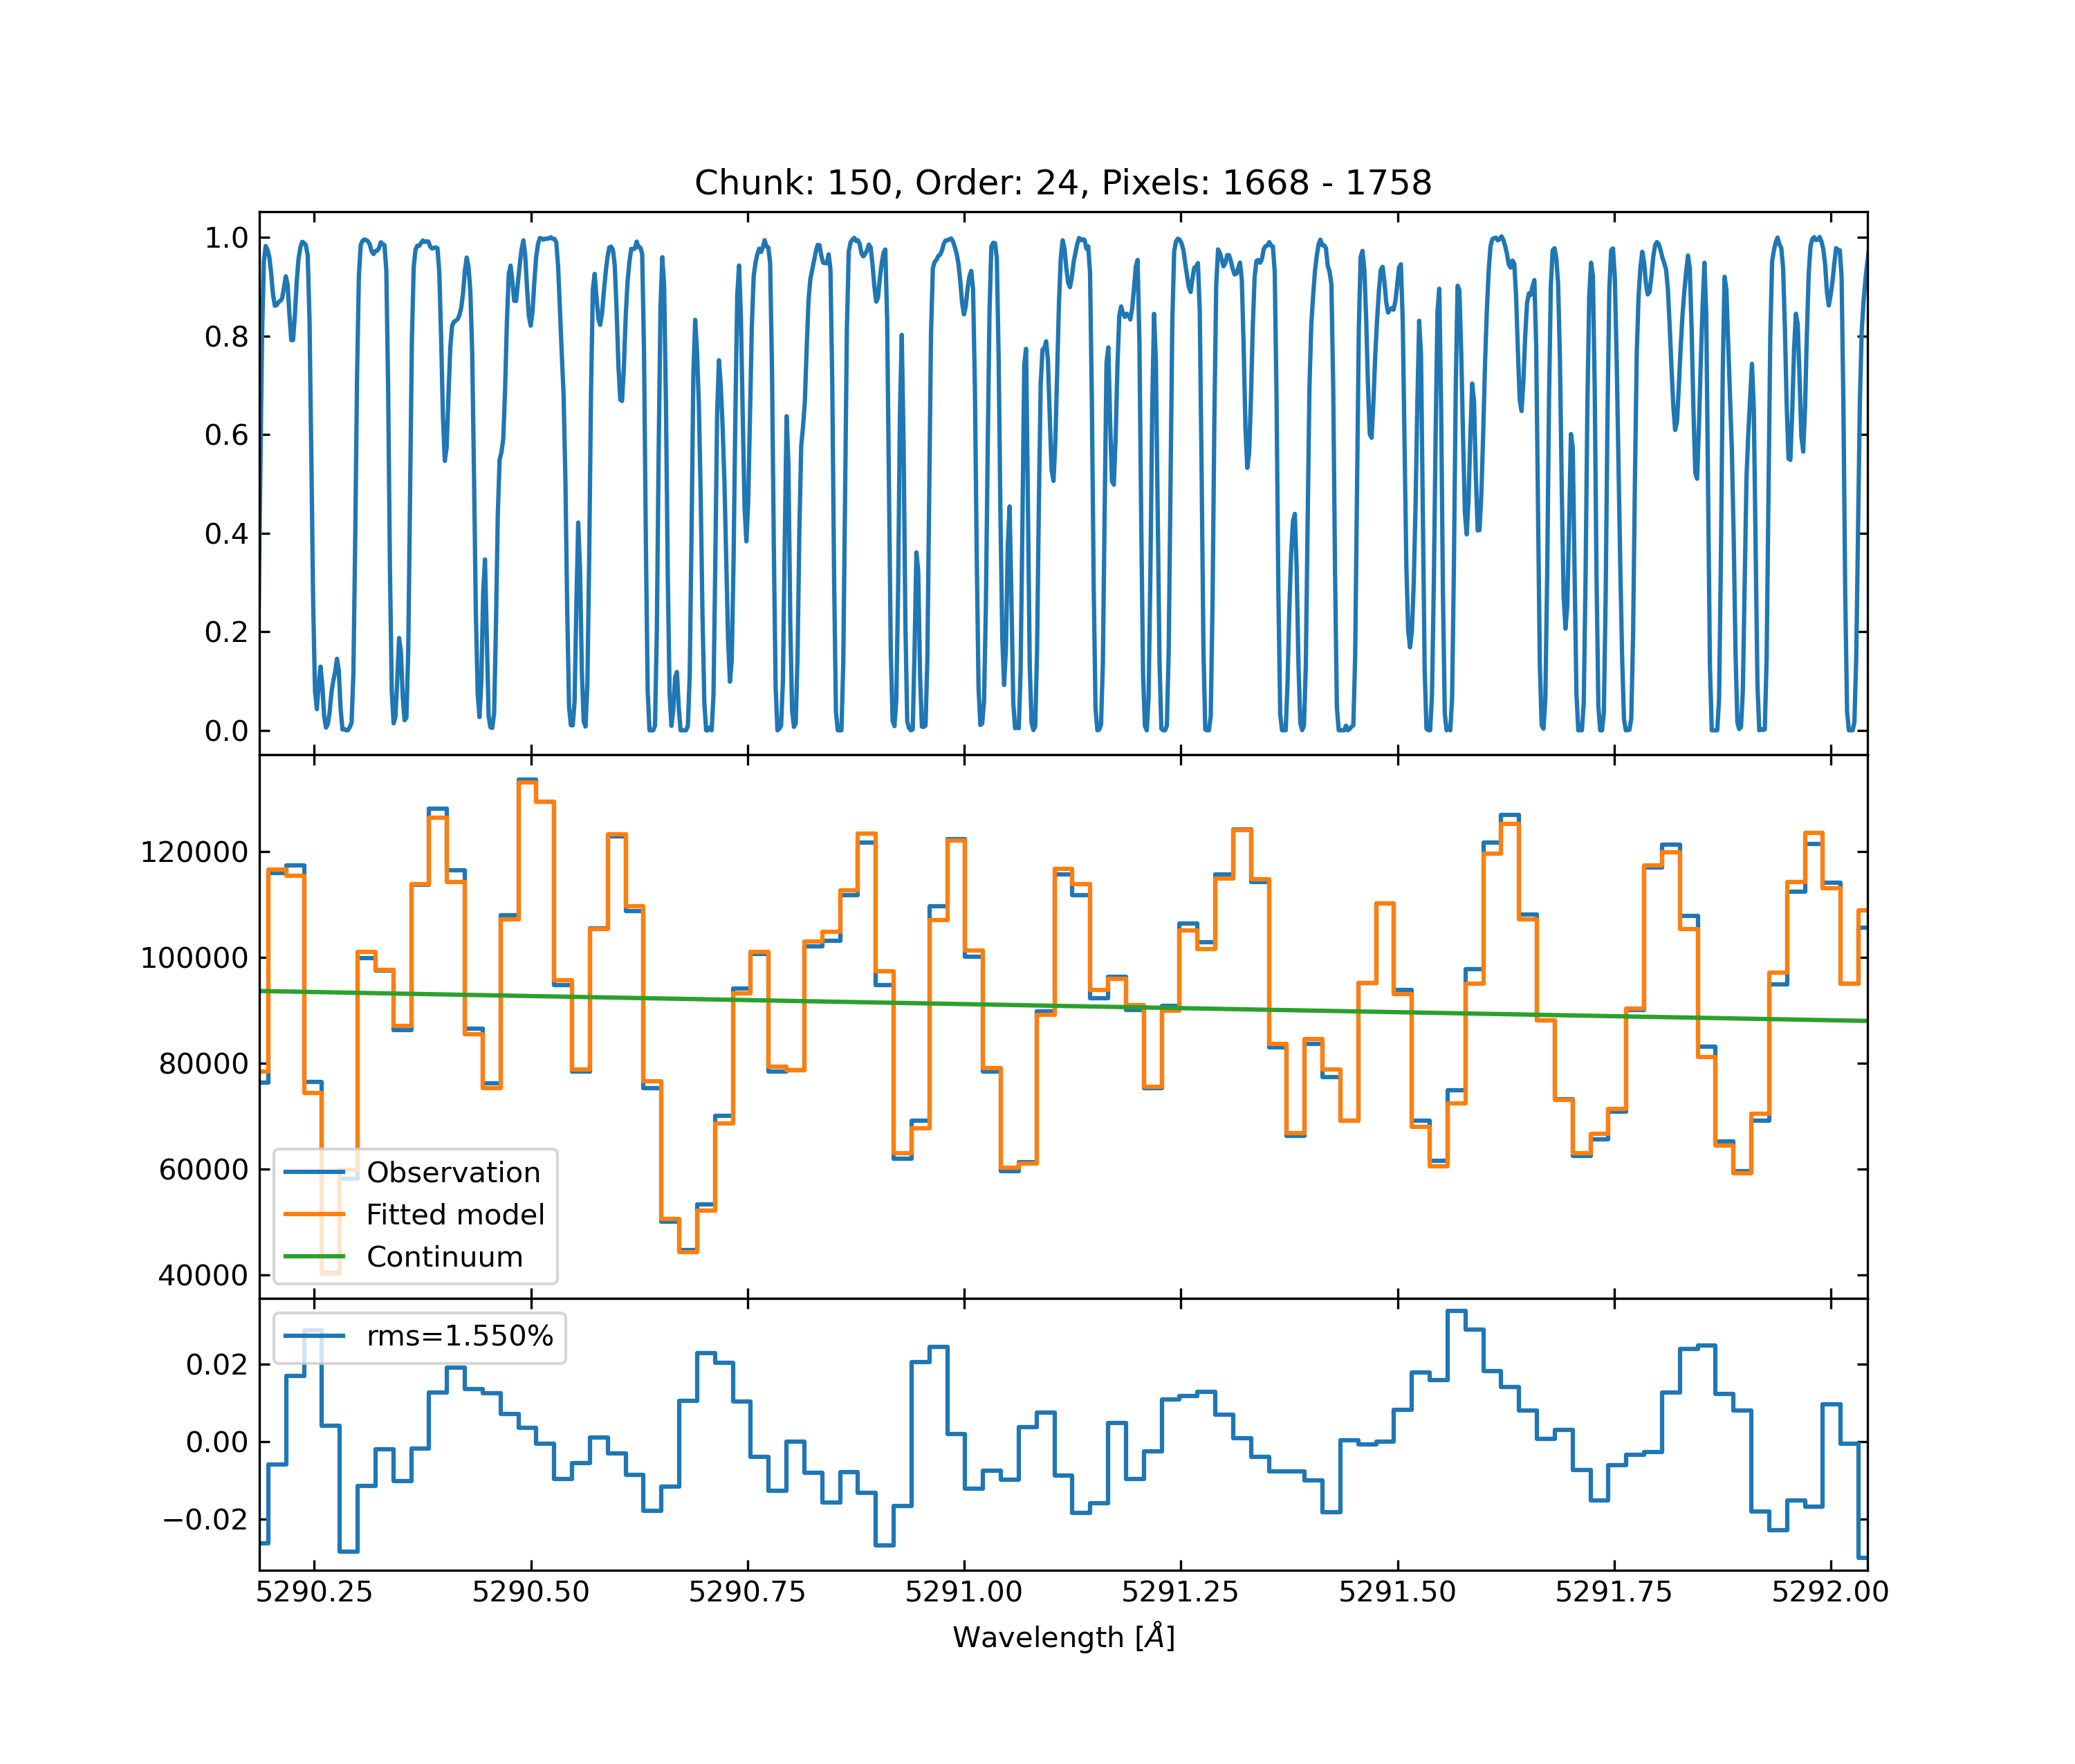 Chunk: 150, Order: 24, Pixels: 1668 - 1758
1.0
0.8
0.6
0.4
0.2
0.0
120000
100000
80000
60000
40000
Observation
Fitted model
Continuum
rms=1.550%
0.02
0.00
−0.02
5290.25 5290.50 5290.75 5291.00 5291.25 5291.50 5291.75 5292.00
Wavelength [Å]